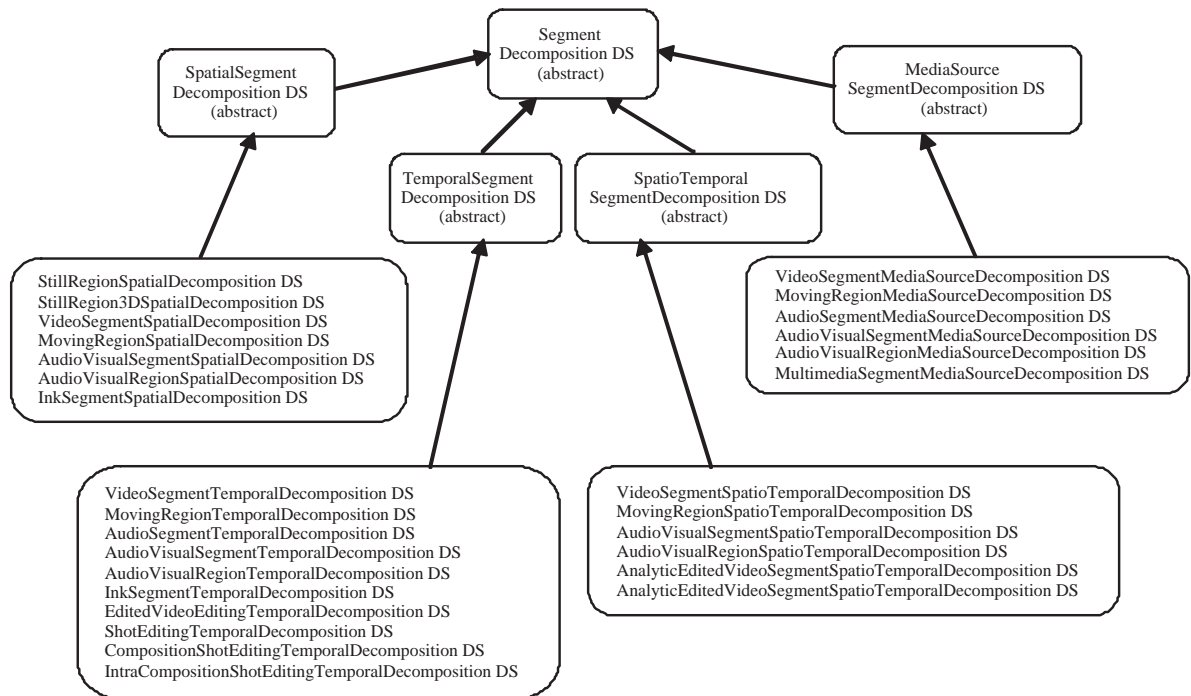 Segment
Decomposition DS
(abstract)
SpatialSegment
Decomposition DS
(abstract)
MediaSource
SegmentDecomposition DS
(abstract)
TemporalSegment
Decomposition DS
(abstract)
SpatioTemporal
SegmentDecomposition DS
(abstract)
StillRegionSpatialDecomposition DS
StillRegion3DSpatialDecomposition DS
VideoSegmentSpatialDecomposition DS
MovingRegionSpatialDecomposition DS
AudioVisualSegmentSpatialDecomposition DS
AudioVisualRegionSpatialDecomposition DS
InkSegmentSpatialDecomposition DS
VideoSegmentMediaSourceDecomposition DS
MovingRegionMediaSourceDecomposition DS
AudioSegmentMediaSourceDecomposition DS
AudioVisualSegmentMediaSourceDecomposition DS
AudioVisualRegionMediaSourceDecomposition DS
MultimediaSegmentMediaSourceDecomposition DS
VideoSegmentTemporalDecomposition DS
MovingRegionTemporalDecomposition DS
AudioSegmentTemporalDecomposition DS
AudioVisualSegmentTemporalDecomposition DS
AudioVisualRegionTemporalDecomposition DS
InkSegmentTemporalDecomposition DS
EditedVideoEditingTemporalDecomposition DS
ShotEditingTemporalDecomposition DS
CompositionShotEditingTemporalDecomposition DS
IntraCompositionShotEditingTemporalDecomposition DS
VideoSegmentSpatioTemporalDecomposition DS
MovingRegionSpatioTemporalDecomposition DS
AudioVisualSegmentSpatioTemporalDecomposition DS
AudioVisualRegionSpatioTemporalDecomposition DS
AnalyticEditedVideoSegmentSpatioTemporalDecomposition DS
AnalyticEditedVideoSegmentSpatioTemporalDecomposition DS